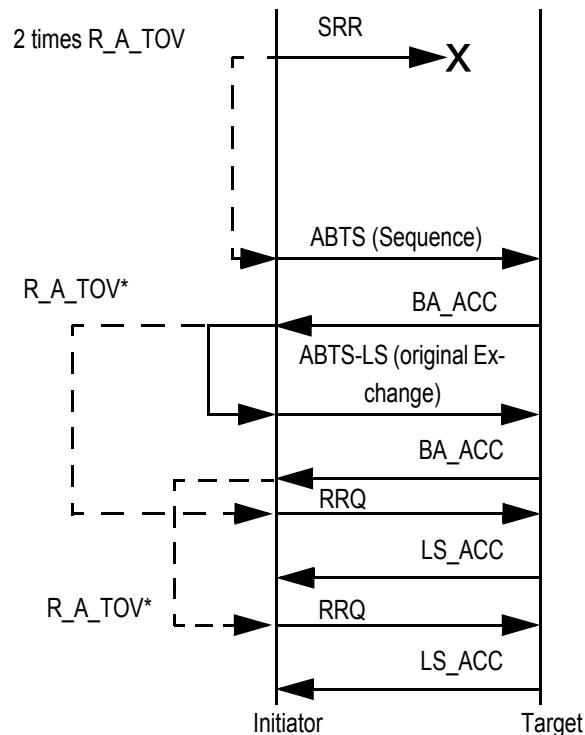 SRR
2 times R_A_TOV
X
ABTS (Sequence)
R_A_TOV*
BA_ACC
ABTS-LS (original Ex-
change)
BA_ACC
RRQ
LS_ACC
R_A_TOV*
RRQ
LS_ACC
Initiator
Target